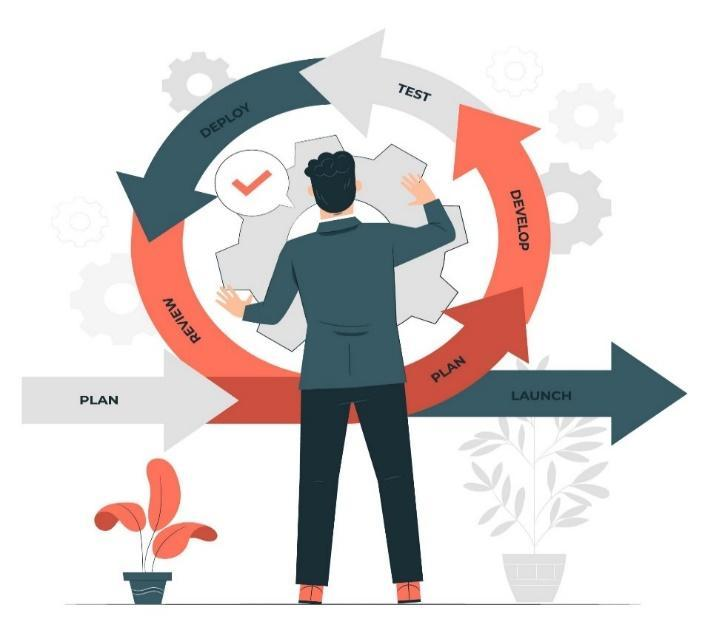 TEST
DEPLOY
DEVELOP
REVIEW
PLAN
PLAN
LAUNCH